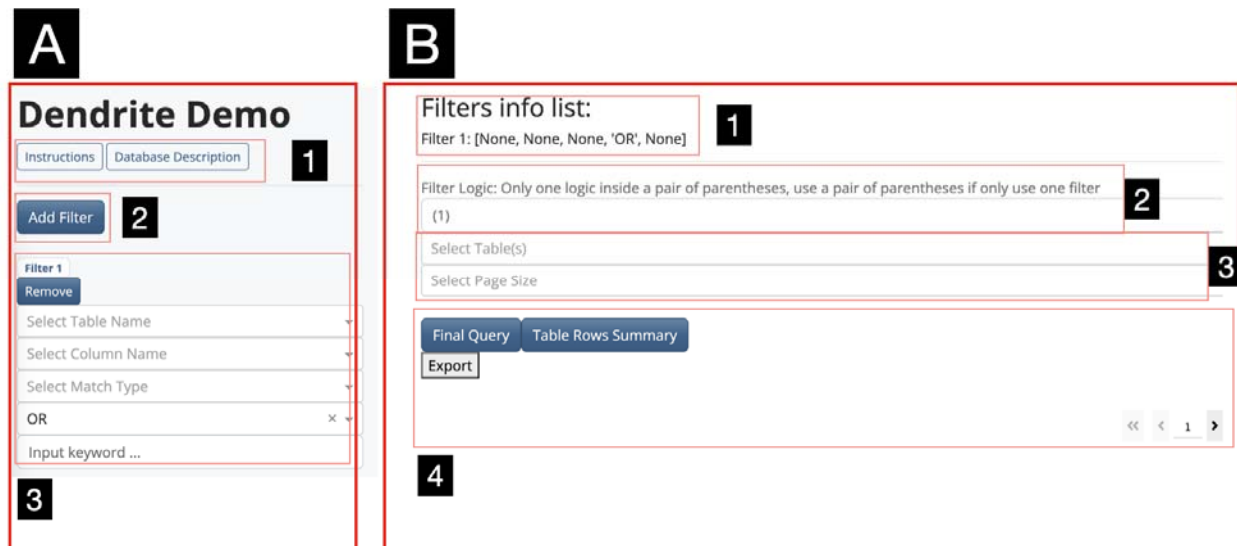 A
Dendrite Demo
Instructions Database Description 1
Add Filter 2
Filter 1
Remove
Select Table Name
Select Column Name
Select Match Type
OR ×
Input keyword ...
3
B
Filters info list:
Filter 1: [None, None, None, 'OR', None]
1
Filter Logic: Only one logic inside a pair of parentheses, use a pair of parentheses if only use one filter
(1)
2
Select Table(s)
Select Page Size
3
Final Query Table Rows Summary
Export
« < 1 >
4